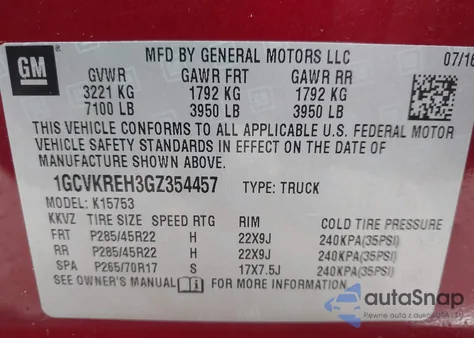 GM
MFD BY GENERAL MOTORS LLC 07/16
GVWR GAWR FRT GAWR RR
3221 KG 1792 KG 1792 KG
7100 LB 3950 LB 3950 LB
THIS VEHICLE CONFORMS TO ALL APPLICABLE U.S. FEDERAL MOTOR
VEHICLE SAFETY STANDARDS IN EFFECT ON THE DATE OF
MANUFACTURE SHOWN ABOVE.
1GCVKREH3GZ354457 TYPE: TRUCK
MODEL: K15753
KKVZ TIRE SIZE SPEED RTG RIM COLD TIRE PRESSURE
FRT P285/45R22 H 22X9J 240KPA(35PSI)
RR P285/45R22 H 22X9J 240KPA(35PSI)
SPA P265/70R17 S 17X7.5J 240KPA(35PSI)
SEE OWNER'S MANUAL FOR MORE INFORMATION
autoSnap
Pewne auta z aukcji USA